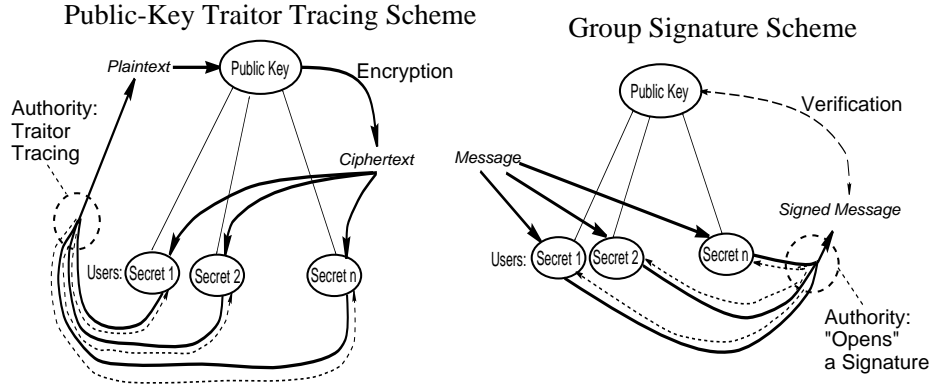 Public-Key Traitor Tracing Scheme
Plaintext
Public Key
Encryption
Authority:
Traitor
Tracing
Ciphertext
Users:
Secret 1
Secret 2
Secret n
Group Signature Scheme
Public Key
Verification
Message
Signed Message
Users:
Secret 1
Secret 2
Secret n
Authority:
"Opens"
a Signature